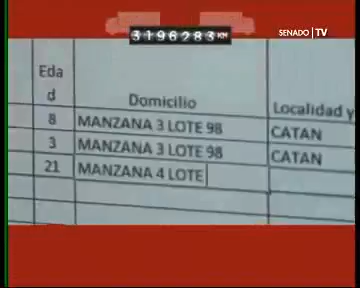 3196283 KM
SENADO TV
Eda
d
Domicilio
Localidad y
8 MANZANA 3 LOTE 98 CATAN
3 MANZANA 3 LOTE 98 CATAN
21 MANZANA 4 LOTE